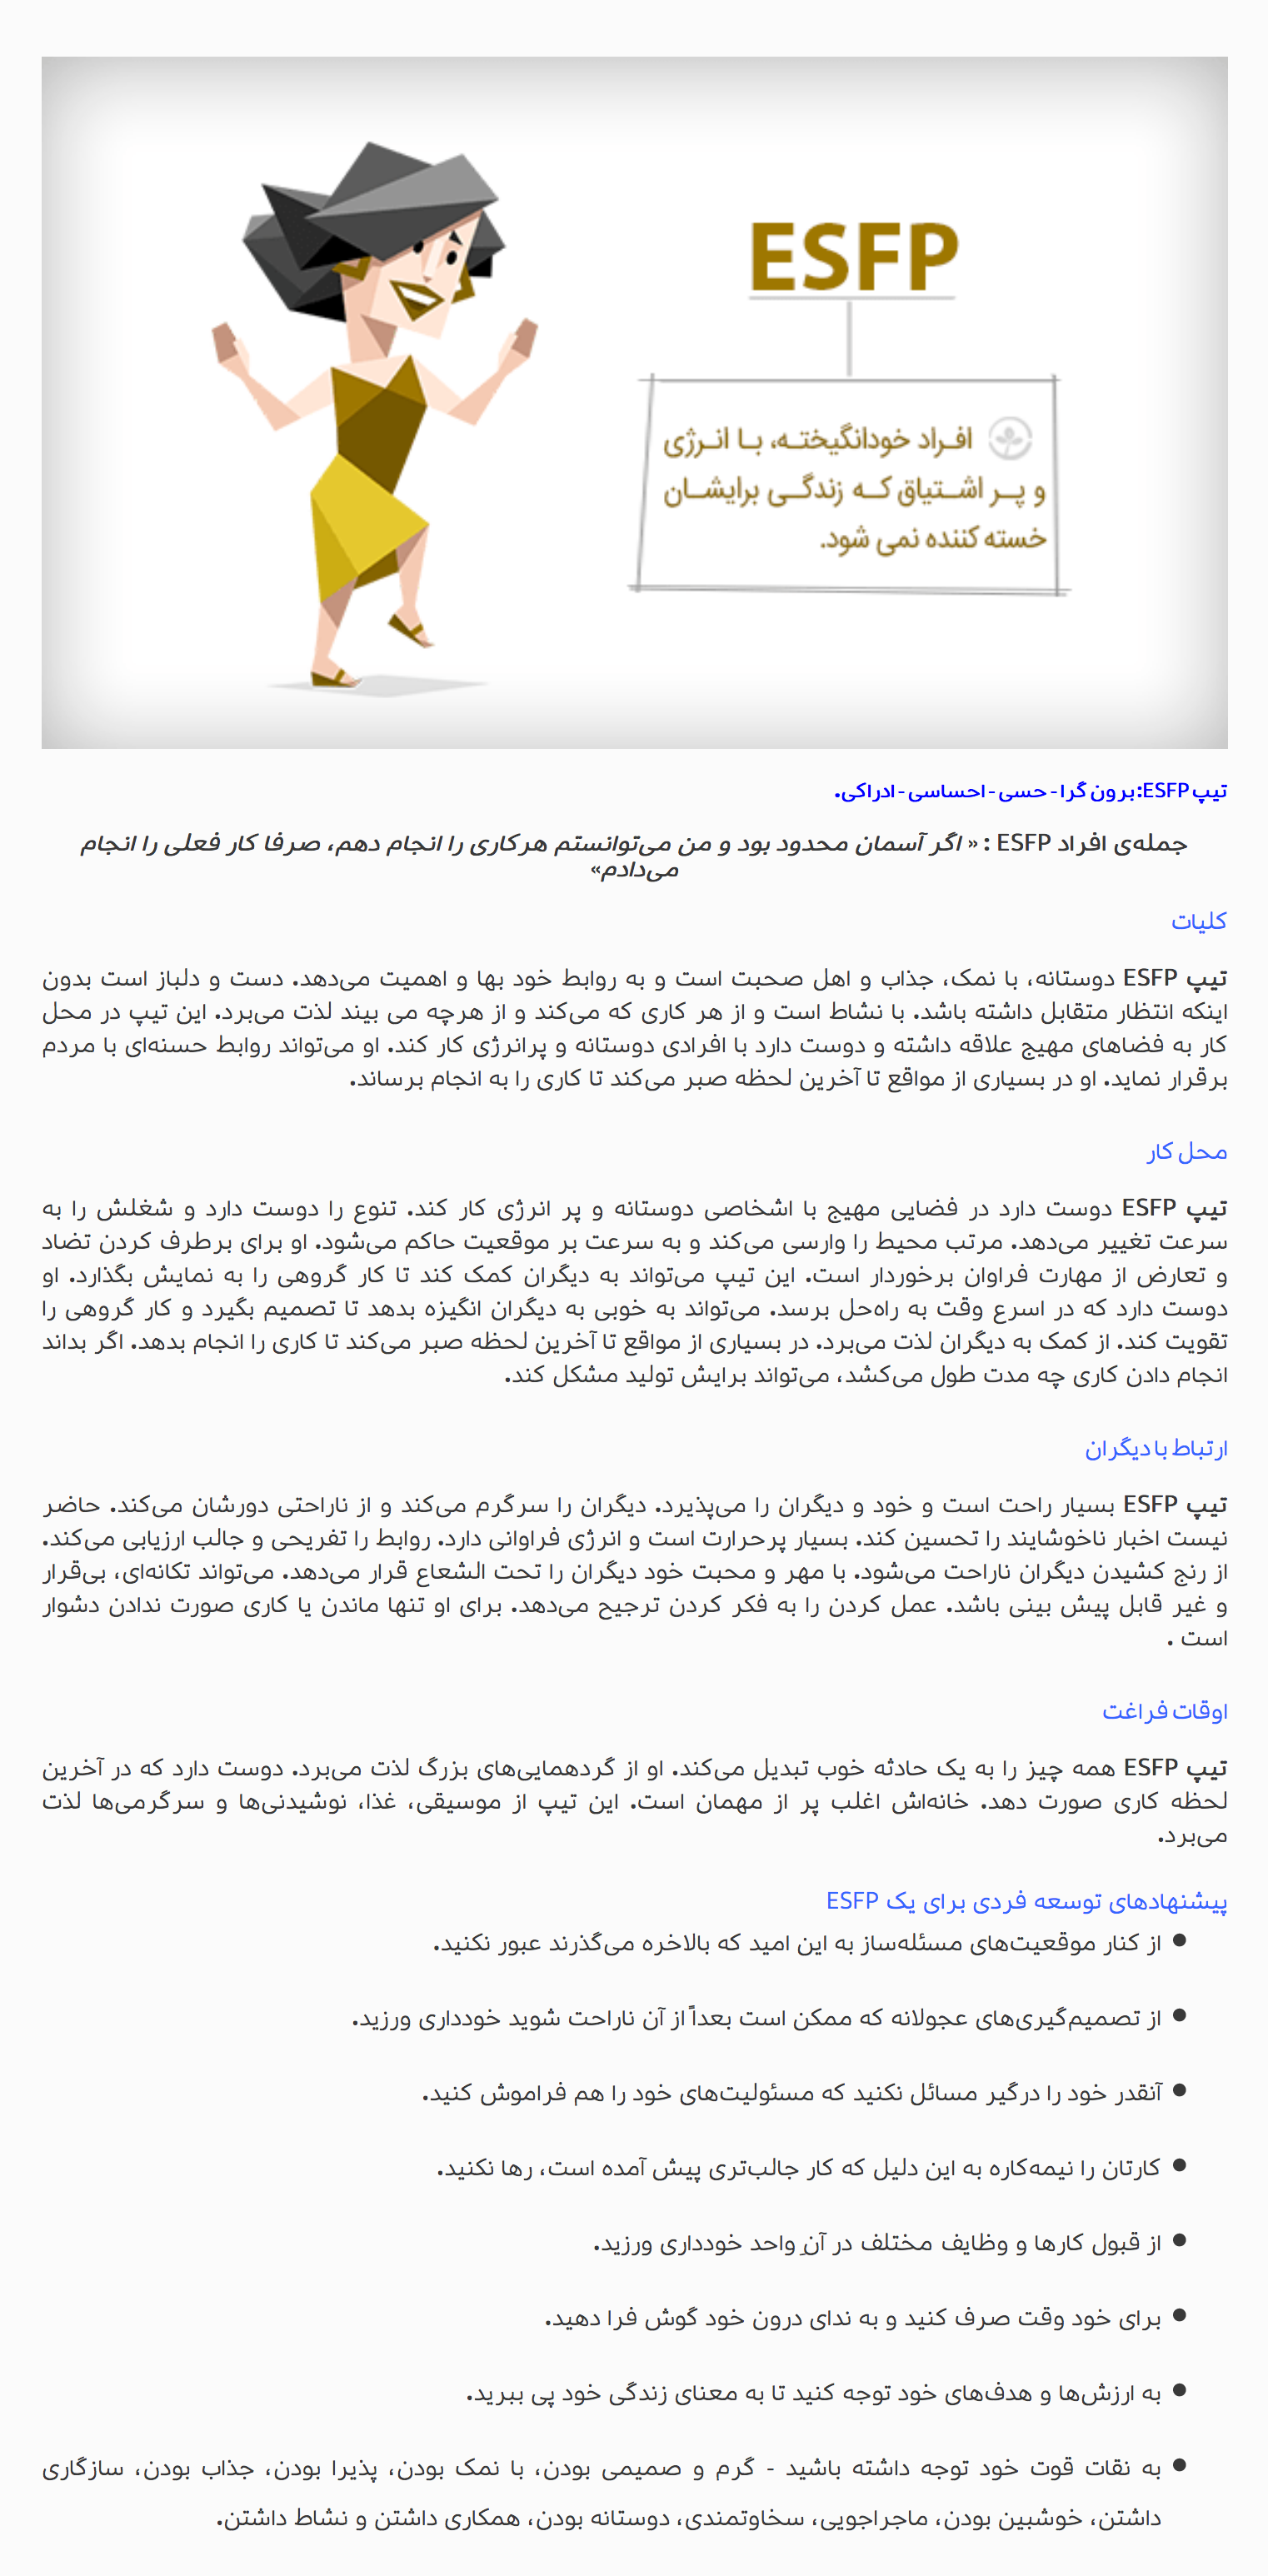 ESFP
افراد خودانگیخته، با انرژی
و پر اشتیاق که زندگی برایشان
خسته کننده نمی شود.
تیپ ESFP:برون گرا - حسی - احساسی - ادراکی.
جمله‌ی افراد ESFP : « اگر آسمان محدود بود و من می‌توانستم هرکاری را انجام دهم، صرفا کار فعلی را انجام
می‌دادم»
کلیات
تیپ ESFP دوستانه، با نمک، جذاب و اهل صحبت است و به روابط خود بها و اهمیت می‌دهد. دست و دلباز است بدون
اینکه انتظار متقابل داشته باشد. با نشاط است و از هر کاری که می‌کند و از هرچه می بیند لذت می‌برد. این تیپ در محل
کار به فضاهای مهیج علاقه داشته و دوست دارد با افرادی دوستانه و پرانرژی کار کند. او می‌تواند روابط حسنه‌ای با مردم
برقرار نماید. او در بسیاری از مواقع تا آخرین لحظه صبر می‌کند تا کاری را به انجام برساند.
محل کار
تیپ ESFP دوست دارد در فضایی مهیج با اشخاصی دوستانه و پر انرژی کار کند. تنوع را دوست دارد و شغلش را به
سرعت تغییر می‌دهد. مرتب محیط را وارسی می‌کند و به سرعت بر موقعیت حاکم می‌شود. او برای برطرف کردن تضاد
و تعارض از مهارت فراوان برخوردار است. این تیپ می‌تواند به دیگران کمک کند تا کار گروهی را به نمایش بگذارد. او
دوست دارد که در اسرع وقت به راه‌حل برسد. می‌تواند به خوبی به دیگران انگیزه بدهد تا تصمیم بگیرد و کار گروهی را
تقویت کند. از کمک به دیگران لذت می‌برد. در بسیاری از مواقع تا آخرین لحظه صبر می‌کند تا کاری را انجام بدهد. اگر بداند
انجام دادن کاری چه مدت طول می‌کشد، می‌تواند برایش تولید مشکل کند.
ارتباط با دیگران
تیپ ESFP بسیار راحت است و خود و دیگران را می‌پذیرد. دیگران را سرگرم می‌کند و از ناراحتی دورشان می‌کند. حاضر
نیست اخبار ناخوشایند را تحسین کند. بسیار پرحرارت است و انرژی فراوانی دارد. روابط را تفریحی و جالب ارزیابی می‌کند.
از رنج کشیدن دیگران ناراحت می‌شود. با مهر و محبت خود دیگران را تحت الشعاع قرار می‌دهد. می‌تواند تکانه‌ای، بی‌قرار
و غیر قابل پیش بینی باشد. عمل کردن را به فکر کردن ترجیح می‌دهد. برای او تنها ماندن یا کاری صورت ندادن دشوار
است .
اوقات فراغت
تیپ ESFP همه چیز را به یک حادثه خوب تبدیل می‌کند. او از گردهمایی‌های بزرگ لذت می‌برد. دوست دارد که در آخرین
لحظه کاری صورت دهد. خانه‌اش اغلب پر از مهمان است. این تیپ از موسیقی، غذا، نوشیدنی‌ها و سرگرمی‌ها لذت
می‌برد.
پیشنهادهای توسعه فردی برای یک ESFP
● از کنار موقعیت‌های مسئله‌ساز به این امید که بالاخره می‌گذرند عبور نکنید.
● از تصمیم‌گیری‌های عجولانه که ممکن است بعداً از آن ناراحت شوید خودداری ورزید.
● آنقدر خود را درگیر مسائل نکنید که مسئولیت‌های خود را هم فراموش کنید.
● کارتان را نیمه‌کاره به این دلیل که کار جالب‌تری پیش آمده است، رها نکنید.
● از قبول کارها و وظایف مختلف در آنِ واحد خودداری ورزید.
● برای خود وقت صرف کنید و به ندای درون خود گوش فرا دهید.
● به ارزش‌ها و هدف‌های خود توجه کنید تا به معنای زندگی خود پی ببرید.
● به نقات قوت خود توجه داشته باشید - گرم و صمیمی بودن، با نمک بودن، پذیرا بودن، جذاب بودن، سازگاری
داشتن، خوشبین بودن، ماجراجویی، سخاوتمندی، دوستانه بودن، همکاری داشتن و نشاط داشتن.